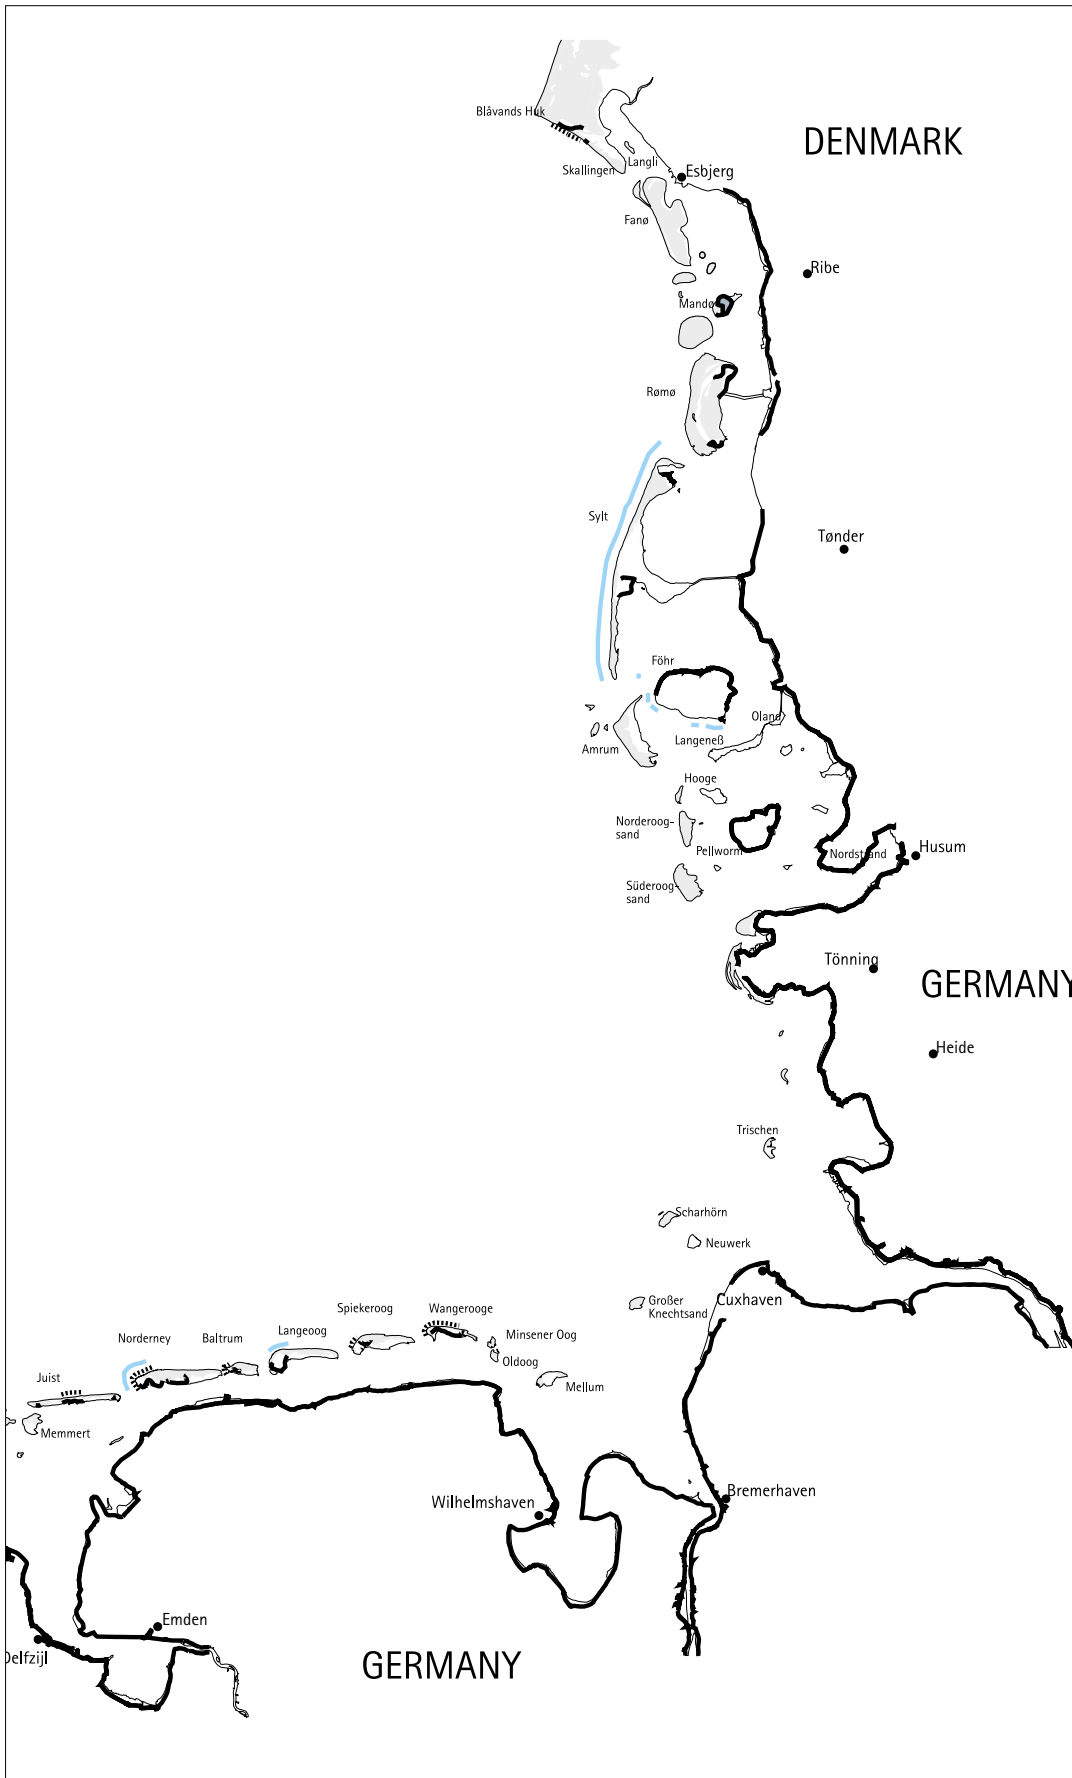 Blåvands Huk
DENMARK
Langli
Skallingen
Esbjerg
Fanø
Ribe
Mandø
Rømø
Sylt
Tønder
Föhr
Oland
Langeneß
Amrum
Hooge
Norderoog-
sand
Pellworm
Nordstrand
Husum
Süderoog-
sand
Tönning
GERMANY
Heide
Trischen
Scharhörn
Neuwerk
Großer
Knechtsand
Cuxhaven
Spiekeroog
Wangerooge
Norderney
Baltrum
Langeoog
Minsener Oog
Oldoog
Juist
Mellum
Memmert
Wilhelmshaven
Bremerhaven
Emden
Delfzijl
GERMANY